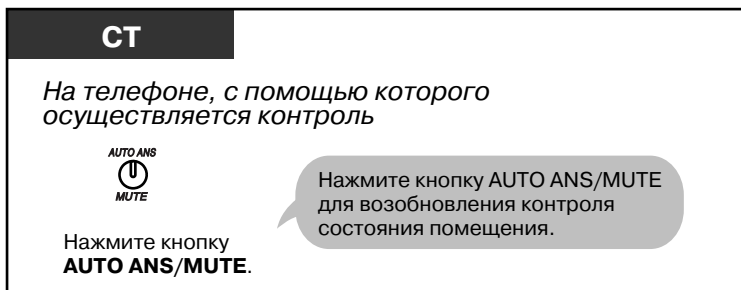 СТ
На телефоне, с помощью которого
осуществляется контроль
AUTO ANS
MUTE
Нажмите кнопку
AUTO ANS/MUTE.
Нажмите кнопку AUTO ANS/MUTE
для возобновления контроля
состояния помещения.